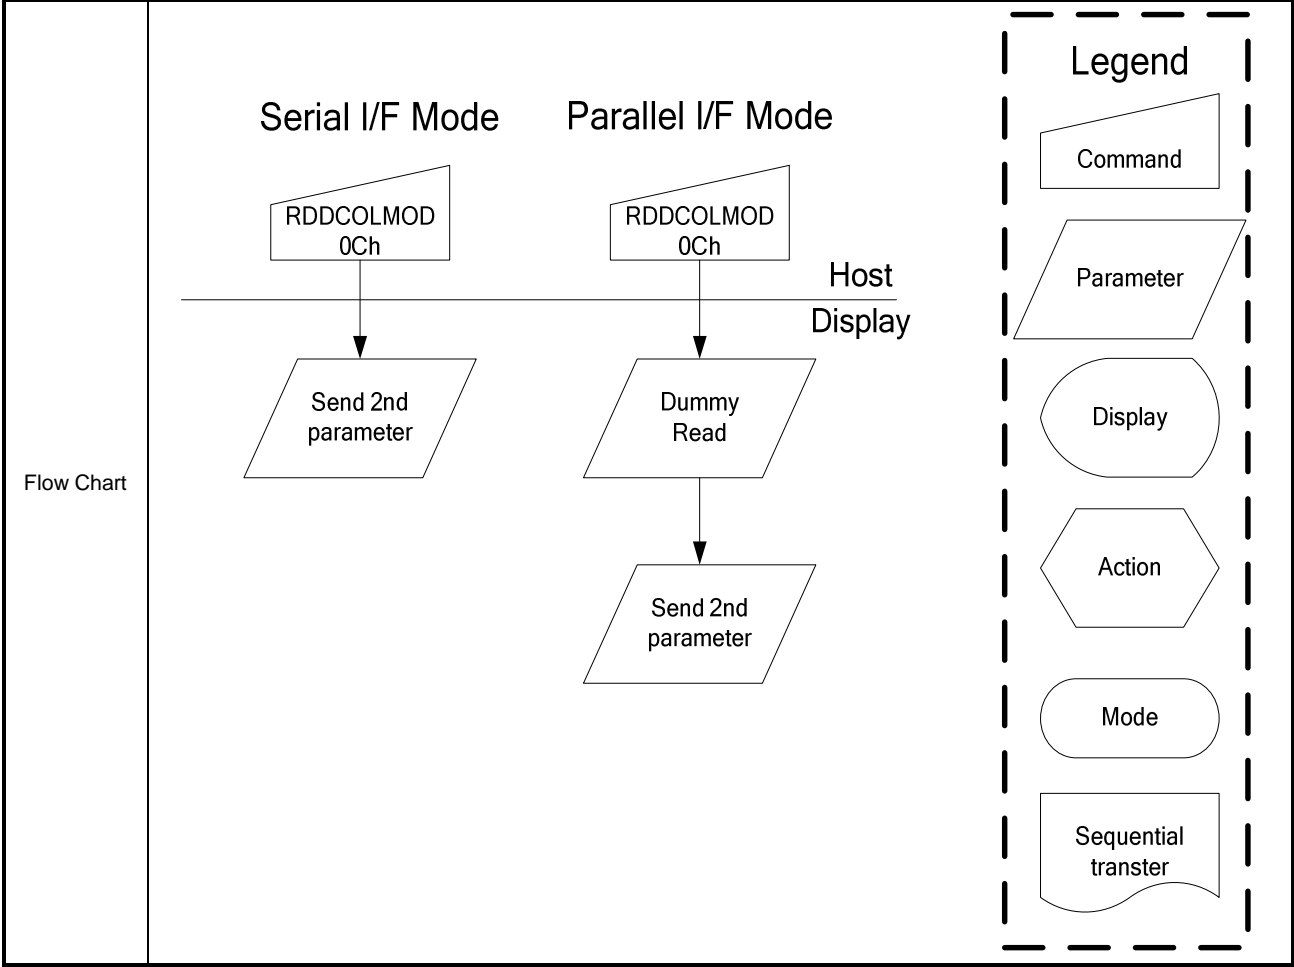 Flow Chart
Serial I/F Mode
RDDCOLMOD
0Ch
Send 2nd
parameter
Parallel I/F Mode
RDDCOLMOD
0Ch
Host
Display
Dummy
Read
Send 2nd
parameter
Legend
Command
Parameter
Display
Action
Mode
Sequential
transter